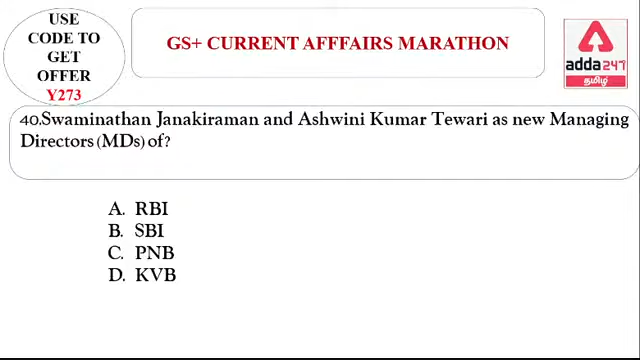 USE
CODE TO
GET
OFFER
Y273
GS+ CURRENT AFFFAIRS MARATHON
adda247
தமிழ்
40.Swaminathan Janakiraman and Ashwini Kumar Tewari as new Managing
Directors (MDs) of?
A. RBI
B. SBI
C. PNB
D. KVB